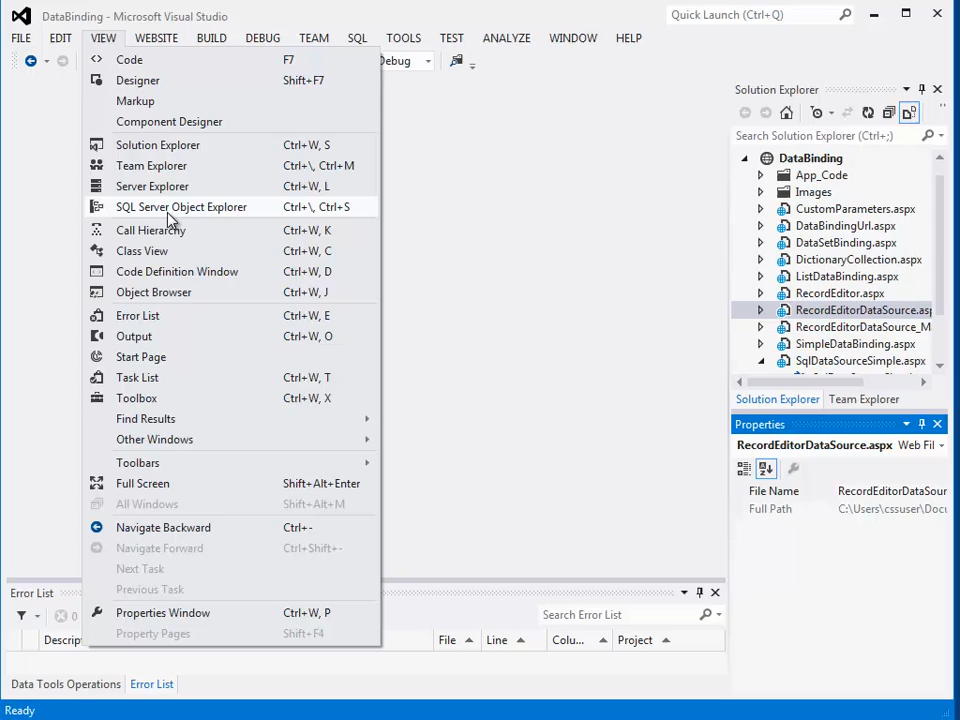 DataBinding - Microsoft Visual Studio
Quick Launch (Ctrl+Q)
FILE EDIT VIEW WEBSITE BUILD DEBUG TEAM SQL TOOLS TEST ANALYZE WINDOW HELP
Debug
Code F7
Designer Shift+F7
Markup
Component Designer
Solution Explorer Ctrl+W, S
Team Explorer Ctrl+\, Ctrl+M
Server Explorer Ctrl+W, L
SQL Server Object Explorer Ctrl+\, Ctrl+S
Call Hierarchy Ctrl+W, K
Class View Ctrl+W, C
Code Definition Window Ctrl+W, D
Object Browser Ctrl+W, J
Error List Ctrl+W, E
Output Ctrl+W, O
Start Page
Task List Ctrl+W, T
Toolbox Ctrl+W, X
Find Results
Other Windows
Toolbars
Full Screen Shift+Alt+Enter
All Windows Shift+Alt+M
Navigate Backward Ctrl+-
Navigate Forward Ctrl+Shift+-
Next Task
Previous Task
Properties Window Ctrl+W, P
Property Pages Shift+F4
Solution Explorer
Search Solution Explorer (Ctrl+;)
DataBinding
App_Code
Images
CustomParameters.aspx
DataBindingUrl.aspx
DataSetBinding.aspx
DictionaryCollection.aspx
ListDataBinding.aspx
RecordEditor.aspx
RecordEditorDataSource.asp
RecordEditorDataSource_M
SimpleDataBinding.aspx
SqlDataSourceSimple.aspx
Solution Explorer Team Explorer
Properties
RecordEditorDataSource.aspx Web Fil
File Name RecordEditorDataSour
Full Path C:\Users\cssuser\Docu
Error List
0
Search Error List
Descrip File Line Colu... Project
Data Tools Operations Error List
Ready